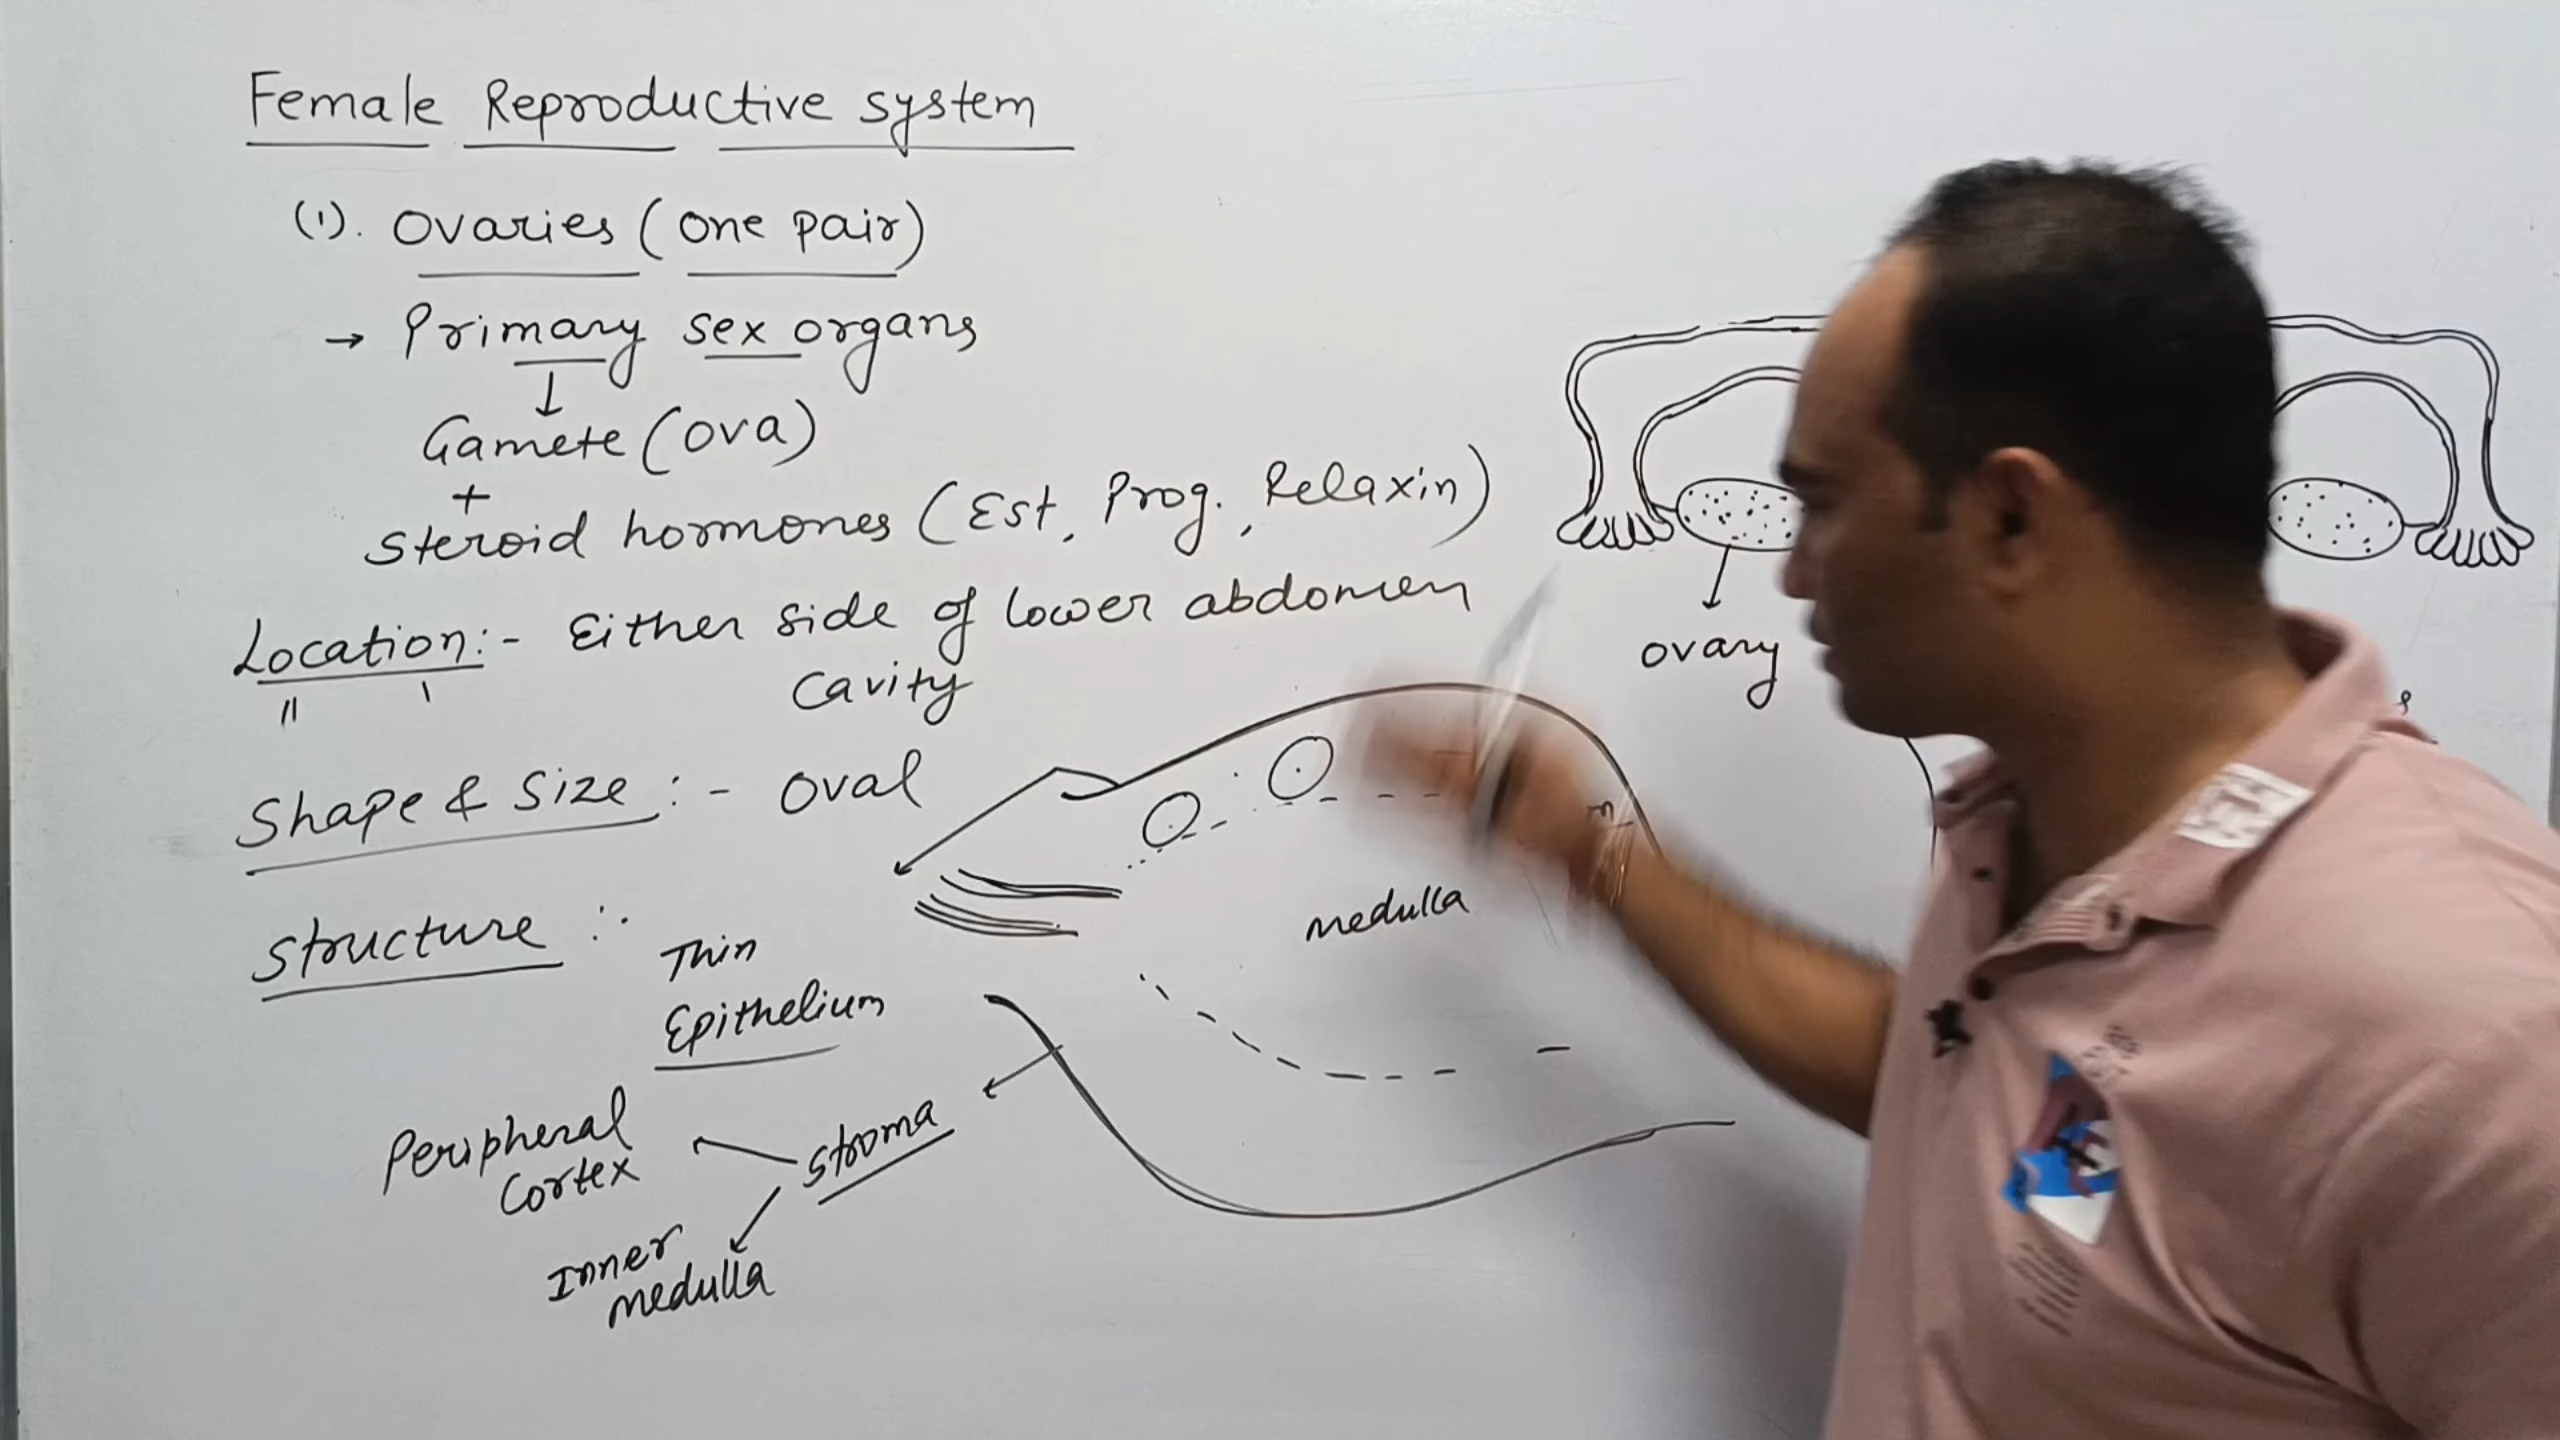 Female Reproductive system
(1). Ovaries (one pair)
→ Primary sex organs
↓
Gamete (Ova)
+
Steroid hormones (Est, Prog., Relaxin)
Location:- Either side of lower abdomen
cavity
Shape & Size :- Oval
Structure :-
Thin
Epithelium
Stroma
Peripheral
Cortex
Inner
medulla
medulla
ovary